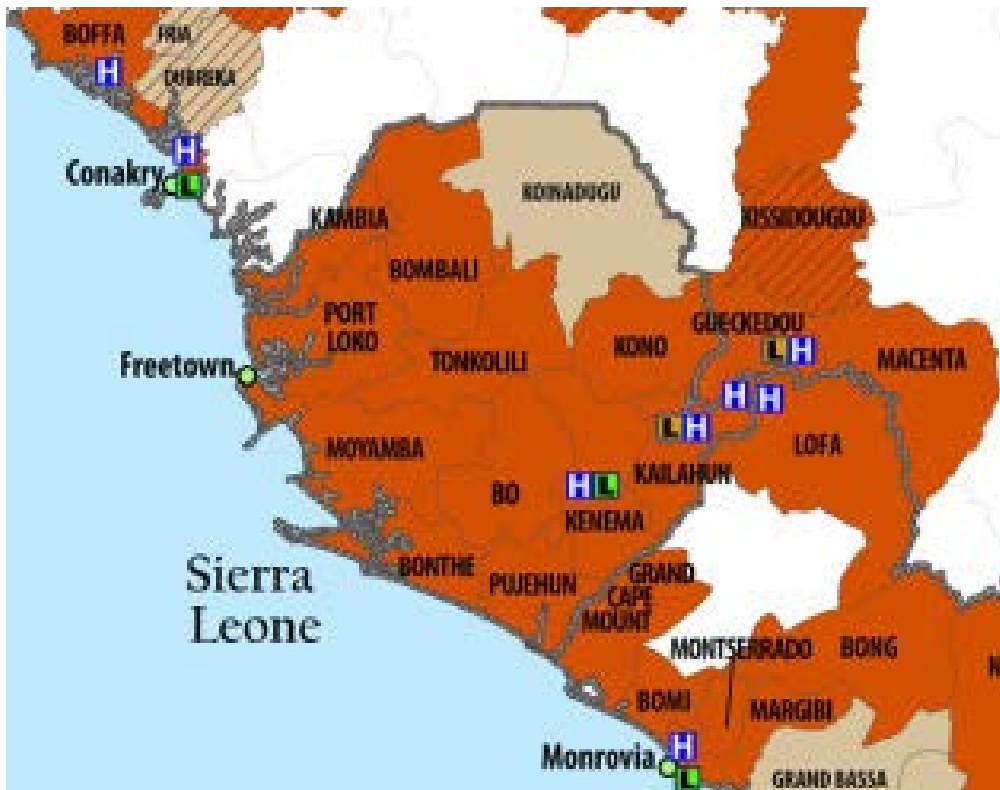 BOFFA
FRIA
H
DUBREKA
H
Conakry
L
KOINADUGU
KISSIDOUGOU
KAMBIA
BOMBALI
PORT
LOKO
GUECKEDOU
L H
KONO
TONKOLILI
MACENTA
Freetown
H
H
L H
LOFA
MOYAMBA
KAILAHUN
BO
H L
KENEMA
Sierra
Leone
BONTHE
PUJEHUN
GRAND
CAPE
MOUNT
MONTSERRADO
BONG
N
BOMI
MARGIBI
H
Monrovia
L
GRAND BASSA